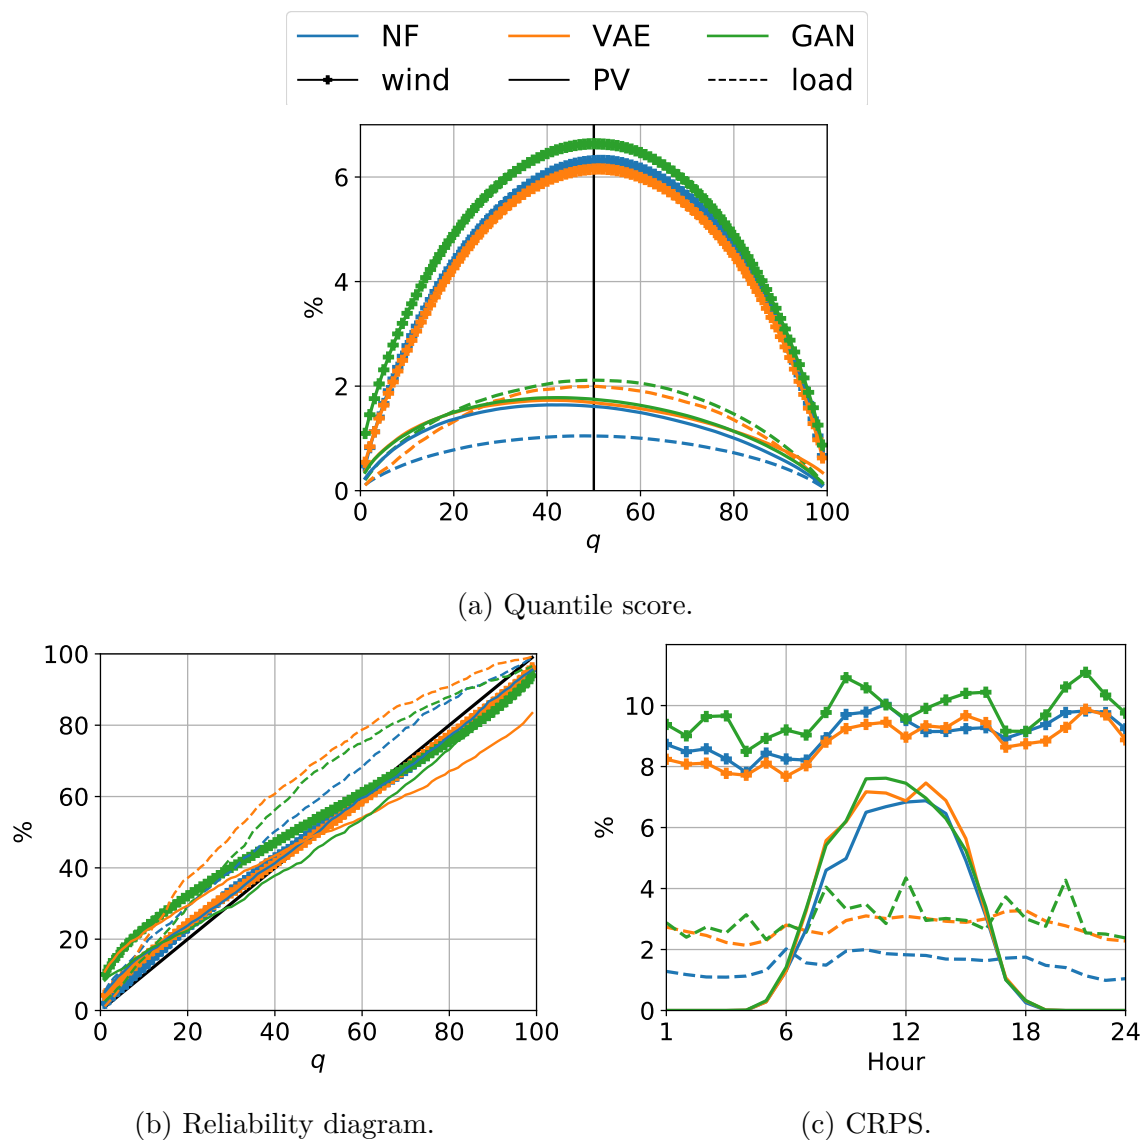 NF VAE GAN
wind PV load
6
4
2
0
%
0 20 40 60 80 100
q
(a) Quantile score.
100
80
60
40
20
0
%
0 20 40 60 80 100
q
10
8
6
4
2
0
%
1 6 12 18 24
Hour
(b) Reliability diagram.
(c) CRPS.